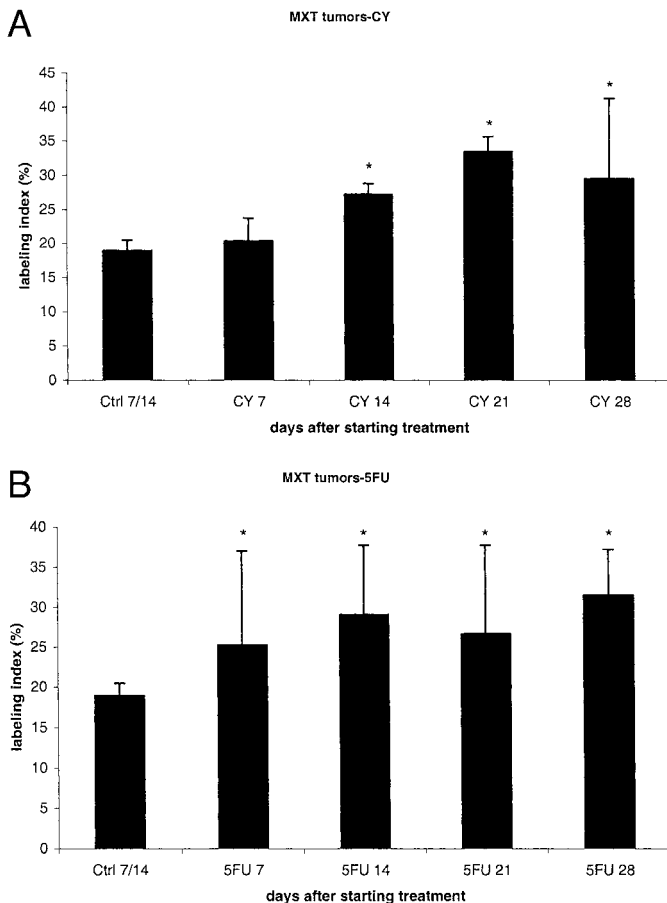 A
MXT tumors-CY
labeling index (%)
45
40
35
30
25
20
15
10
5
0
*
*
*
Ctrl 7/14 CY 7 CY 14 CY 21 CY 28
days after starting treatment
B
MXT tumors-5FU
labeling index (%)
40
35
30
25
20
15
10
5
0
* * * *
Ctrl 7/14 5FU 7 5FU 14 5FU 21 5FU 28
days after starting treatment